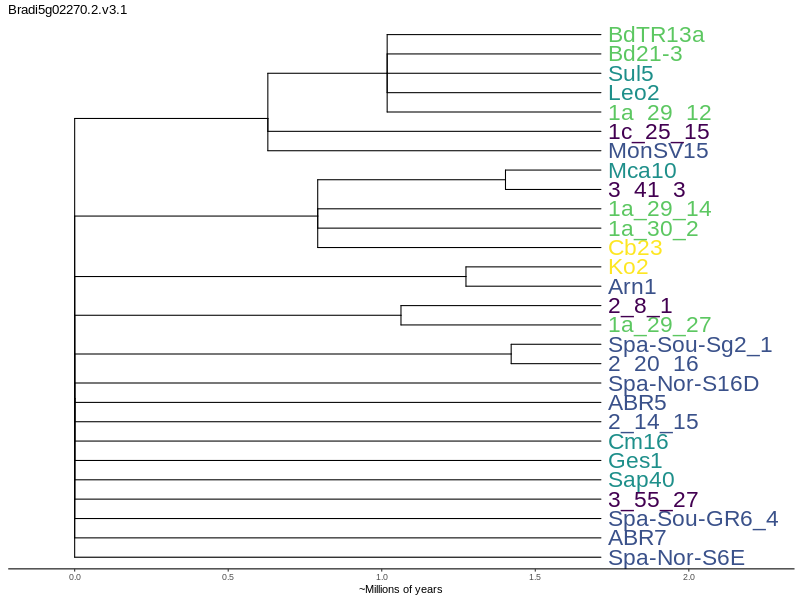 Bradi5g02270.2.v3.1
BdTR13a
Bd21-3
Sul5
Leo2
1a_29_12
1c_25_15
MonSV15
Mca10
3_41_3
1a_29_14
1a_30_2
Cb23
Ko2
Arn1
2_8_1
1a_29_27
Spa-Sou-Sg2_1
2_20_16
Spa-Nor-S16D
ABR5
2_14_15
Cm16
Ges1
Sap40
3_55_27
Spa-Sou-GR6_4
ABR7
Spa-Nor-S6E
0.0 0.5 1.0 1.5 2.0
~Millions of years